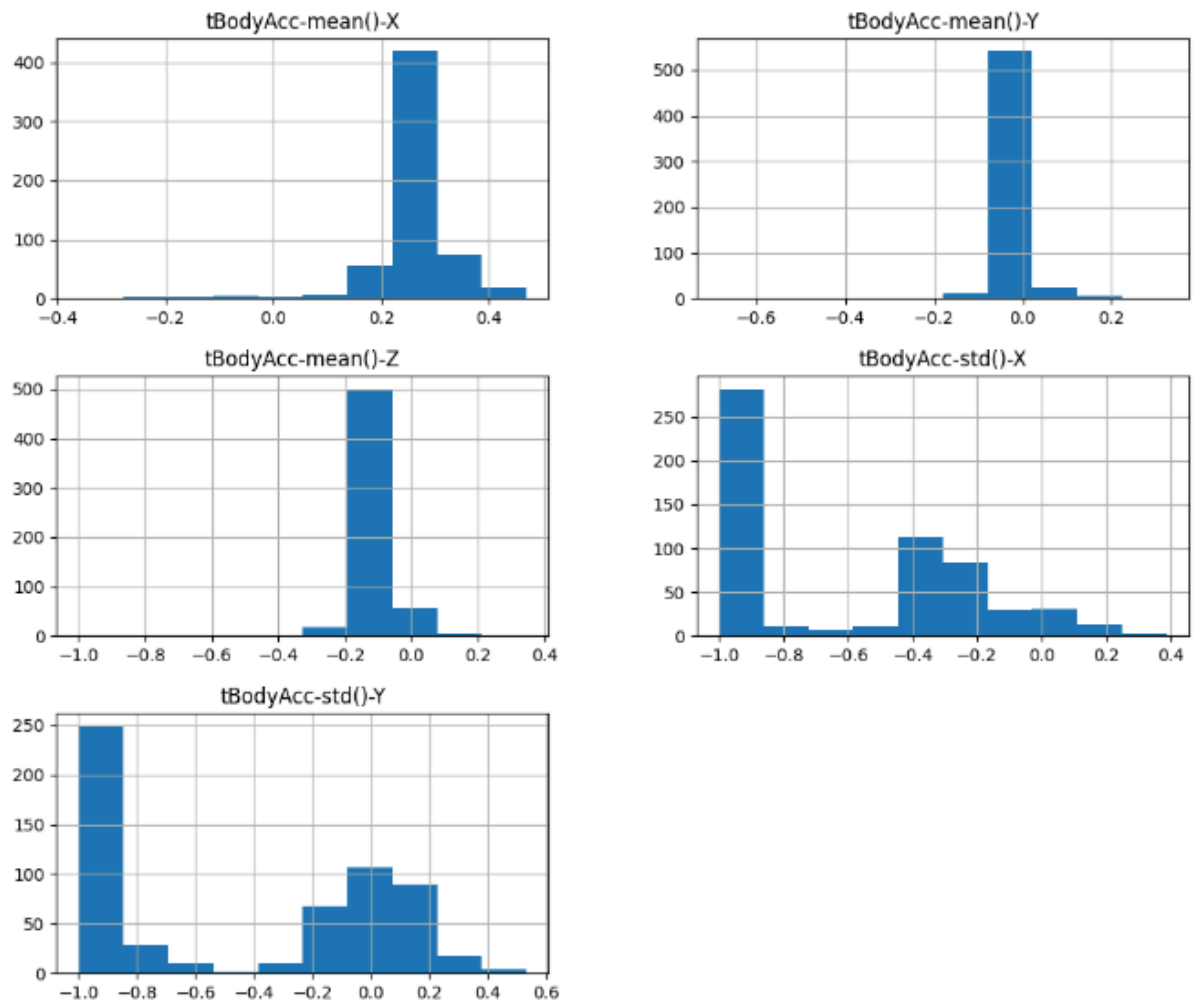 tBodyAcc-mean()-X
400
300
200
100
0
−0.4 −0.2 0.0 0.2 0.4
tBodyAcc-mean()-Y
500
400
300
200
100
0
−0.6 −0.4 −0.2 0.0 0.2
tBodyAcc-mean()-Z
500
400
300
200
100
0
−1.0 −0.8 −0.6 −0.4 −0.2 0.0 0.2 0.4
tBodyAcc-std()-X
250
200
150
100
50
0
−1.0 −0.8 −0.6 −0.4 −0.2 0.0 0.2 0.4
tBodyAcc-std()-Y
250
200
150
100
50
0
−1.0 −0.8 −0.6 −0.4 −0.2 0.0 0.2 0.4 0.6